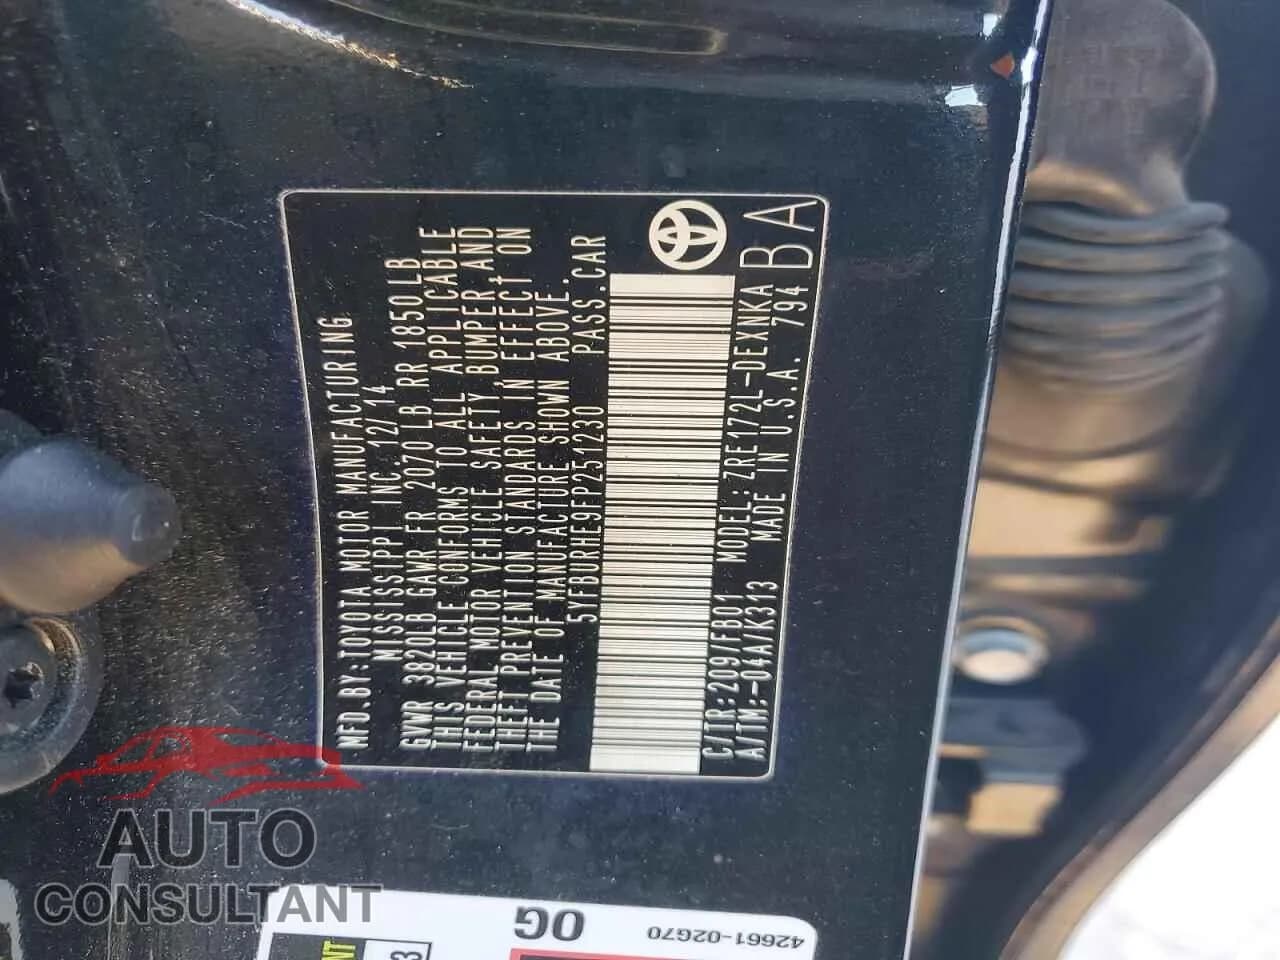 MFD.BY:TOYOTA MOTOR MANUFACTURING
MISSISSIPPI INC.12/14
GVWR 3820LB GAWR FR 2070 LB RR 1850 LB
THIS VEHICLE CONFORMS TO ALL APPLICABLE
FEDERAL MOTOR VEHICLE SAFETY,BUMPER,AND
THEFT PREVENTION STANDARDS IN EFFECT ON
THE DATE OF MANUFACTURE SHOWN ABOVE.
5YFBURHE9FP251230 PASS.CAR
C/TR:209/FB01 MODEL:ZRE172L-DEXNKA
A/TM:-04A/K313 MADE IN U.S.A. 794
BA
AUTO
CONSULTANT
OG
42661-02G70